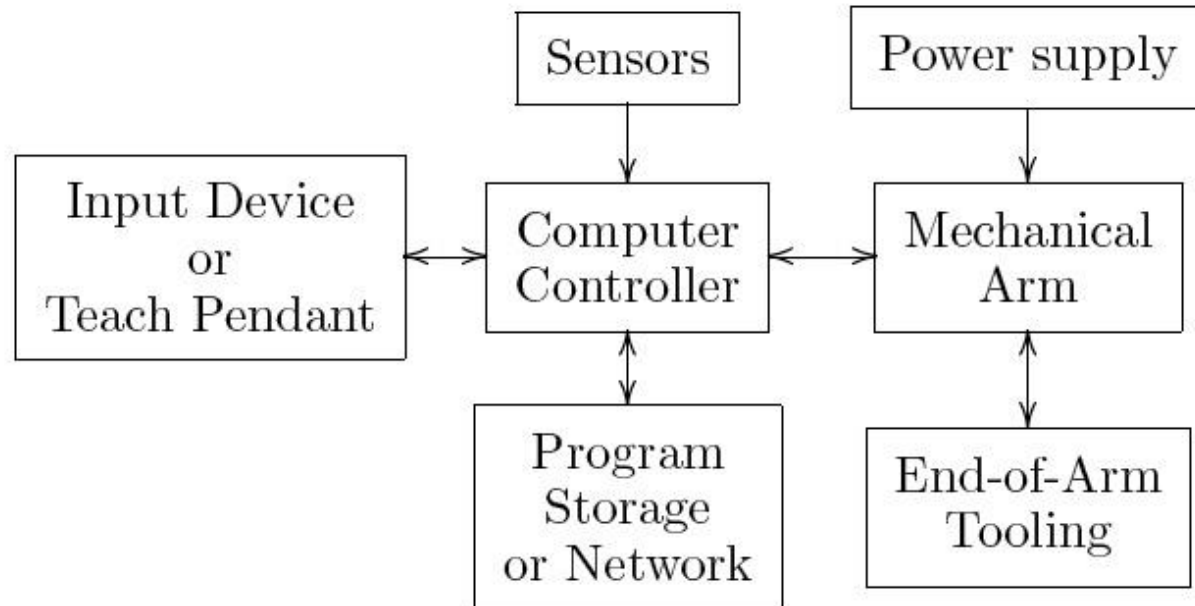 Sensors
Power supply
Input Device
or
Teach Pendant
Computer
Controller
Mechanical
Arm
Program
Storage
or Network
End-of-Arm
Tooling